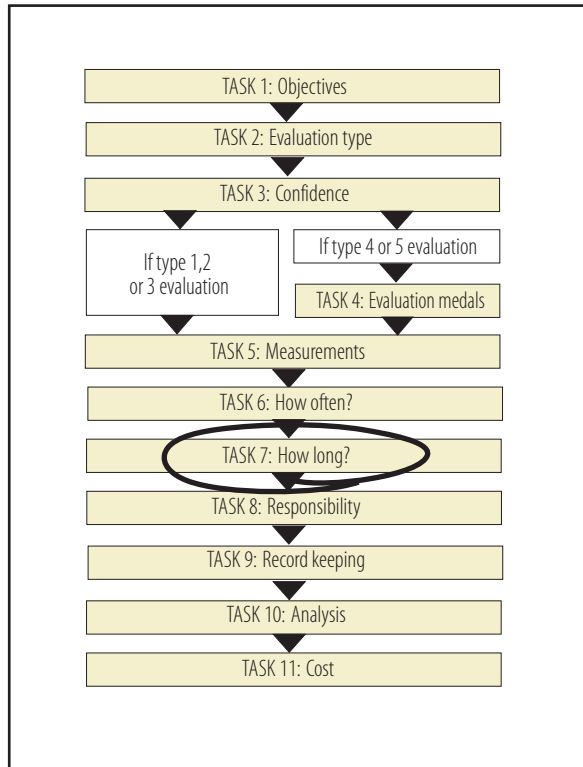 TASK 1: Objectives
TASK 2: Evaluation type
TASK 3: Confidence
If type 1,2
or 3 evaluation
If type 4 or 5 evaluation
TASK 4: Evaluation medals
TASK 5: Measurements
TASK 6: How often?
TASK 7: How long?
TASK 8: Responsibility
TASK 9: Record keeping
TASK 10: Analysis
TASK 11: Cost